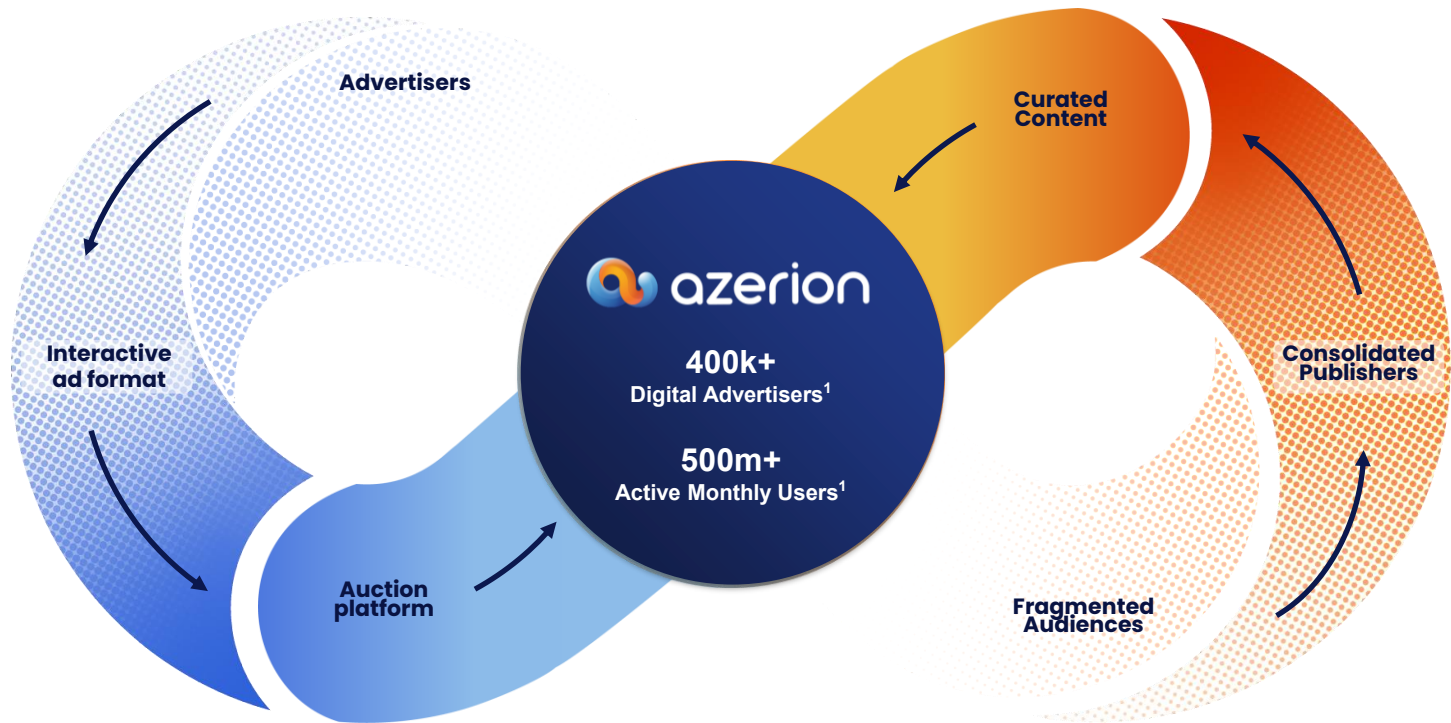 Advertisers
Curated
Content
azerion
Interactive
ad format
400k+
Digital Advertisers¹
Consolidated
Publishers
500m+
Active Monthly Users¹
Auction
platform
Fragmented
Audiences